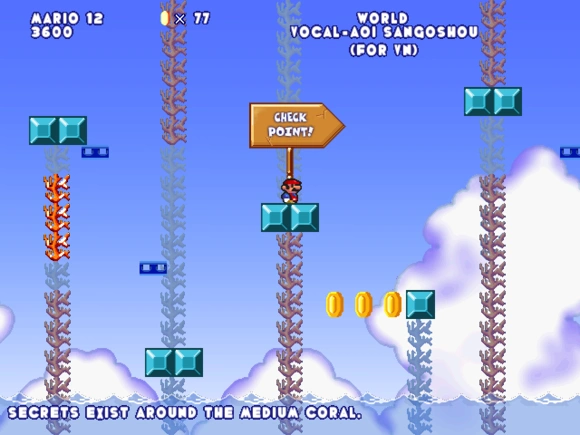 MARIO 12
3600
× 77
WORLD
VOCAL-AOI SANGOSHOU
(FOR VN)
CHECK
POINT!
SECRETS EXIST AROUND THE MEDIUM CORAL.